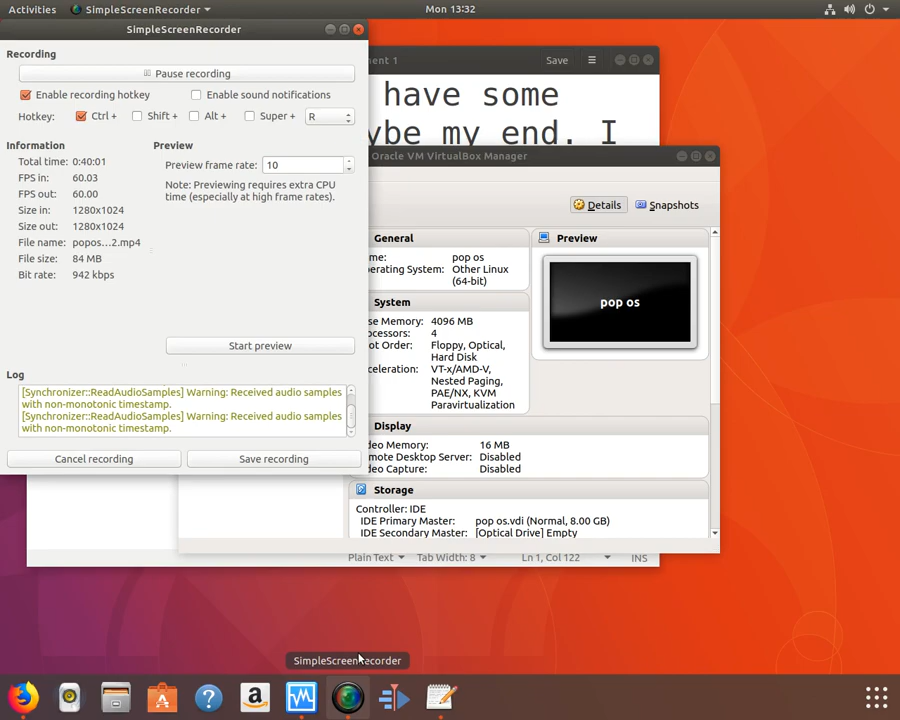 Activities SimpleScreenRecorder Mon 13:32
SimpleScreenRecorder
Recording
Pause recording
Enable recording hotkey Enable sound notifications
Hotkey: Ctrl + Shift + Alt + Super + R
Information
Total time: 0:40:01
FPS in: 60.03
FPS out: 60.00
Size in: 1280x1024
Size out: 1280x1024
File name: popos...2.mp4
File size: 84 MB
Bit rate: 942 kbps
Preview
Preview frame rate: 10
Note: Previewing requires extra CPU
time (especially at high frame rates).
Start preview
Log
[Synchronizer::ReadAudioSamples] Warning: Received audio samples
with non-monotonic timestamp.
[Synchronizer::ReadAudioSamples] Warning: Received audio samples
with non-monotonic timestamp.
Cancel recording Save recording
ment 1 Save
have some
ybe my end. I
Oracle VM VirtualBox Manager
Details Snapshots
General
me: pop os
perating System: Other Linux
(64-bit)
System
se Memory: 4096 MB
ocessors: 4
ot Order: Floppy, Optical,
Hard Disk
celeration: VT-x/AMD-V,
Nested Paging,
PAE/NX, KVM
Paravirtualization
Preview
pop os
Display
deo Memory: 16 MB
mote Desktop Server: Disabled
deo Capture: Disabled
Storage
Controller: IDE
IDE Primary Master: pop os.vdi (Normal, 8.00 GB)
IDE Secondary Master: [Optical Drive] Empty
Plain Text Tab Width: 8 Ln 1, Col 122 INS
SimpleScreenRecorder